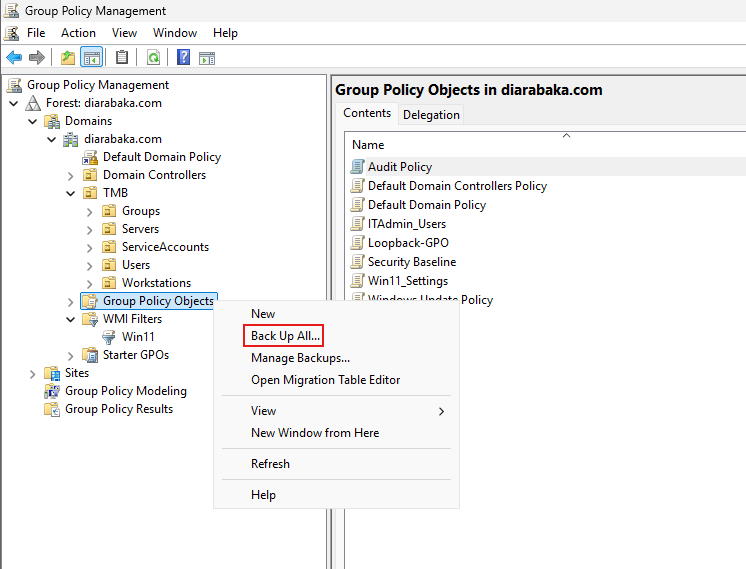 Group Policy Management
File Action View Window Help
Group Policy Management
Forest: diarabaka.com
Domains
diarabaka.com
Default Domain Policy
Domain Controllers
TMB
Groups
Servers
ServiceAccounts
Users
Workstations
Group Policy Objects
WMI Filters
Win11
Starter GPOs
Sites
Group Policy Modeling
Group Policy Results
Group Policy Objects in diarabaka.com
Contents Delegation
Name
Audit Policy
Default Domain Controllers Policy
Default Domain Policy
ITAdmin_Users
Loopback-GPO
Security Baseline
Win11_Settings
Windows Update Policy
New
Back Up All...
Manage Backups...
Open Migration Table Editor
View
New Window from Here
Refresh
Help